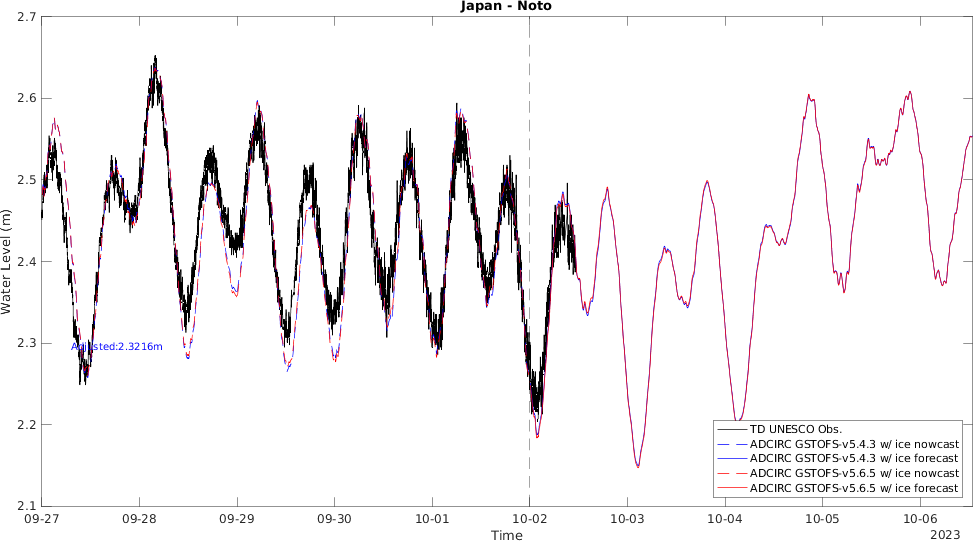 Japan - Noto
2.7
2.6
2.5
2.4
2.3
2.2
2.1
Water Level (m)
Adjusted:2.3216m
TD UNESCO Obs.
ADCIRC GSTOFS-v5.4.3 w/ ice nowcast
ADCIRC GSTOFS-v5.4.3 w/ ice forecast
ADCIRC GSTOFS-v5.6.5 w/ ice nowcast
ADCIRC GSTOFS-v5.6.5 w/ ice forecast
09-27 09-28 09-29 09-30 10-01 10-02 10-03 10-04 10-05 10-06
Time
2023